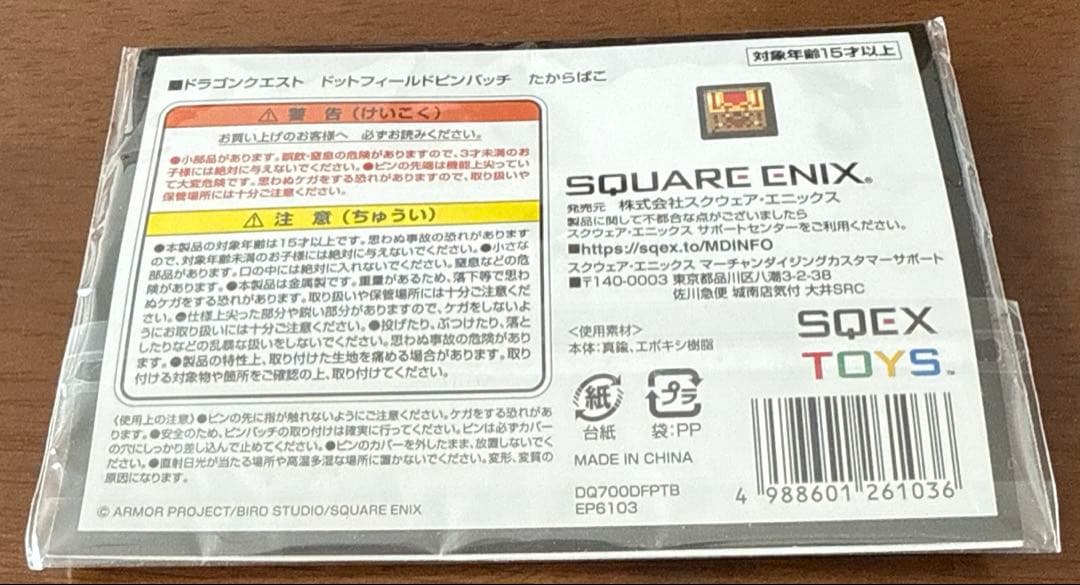 対象年齢15才以上
■ドラゴンクエスト ドットフィールドピンバッチ たからばこ
⚠ 警 告 (けいこく)
お買い上げのお客様へ 必ずお読みください。
●小部品があります。誤飲・窒息の危険がありますので、3才未満のお
子様には絶対に与えないでください。●ピンの先端は機能上尖ってい
て大変危険です。思わぬケガをする恐れがありますので、取り扱いや
保管場所には十分ご注意ください。
⚠ 注 意 (ちゅうい)
●本製品の対象年齢は15才以上です。思わぬ事故の恐れがあります
ので、対象年齢未満のお子様には絶対に与えないでください。●小さな
部品があります。口の中には絶対に入れないでください。窒息などの危
険があります。●本製品は金属製です。重量があるため、落下等で思わ
ぬケガをする恐れがあります。取り扱いや保管場所には十分ご注意くだ
さい。●仕様上尖った部分や鋭い部分がありますので、ケガをしないよ
うにお取り扱いには十分ご注意ください。●投げたり、ぶつけたり、落と
したりなどの乱暴な扱いをしないでください。思わぬ事故の危険があり
ます。●製品の特性上、取り付けた生地を痛める場合があります。取り
付ける対象物や箇所をご確認の上、取り付けてください。
〈使用上の注意〉●ピンの先に指が触れないようにご注意ください。ケガをする恐れがあ
ります。●安全のため、ピンバッチの取り付けは確実に行ってください。ピンは必ずカバー
の穴にしっかり差し込んで止めてください。●ピンのカバーを外したまま、放置しないでく
ださい。●直射日光が当たる場所や高温多湿な場所に置かないでください。変形、変質の
原因になります。
© ARMOR PROJECT/BIRD STUDIO/SQUARE ENIX
SQUARE ENIX®
発売元 株式会社スクウェア・エニックス
製品に関して不都合な点がございましたら
スクウェア・エニックス サポートセンターをご利用ください。
■https://sqex.to/MDINFO
スクウェア・エニックス マーチャンダイジングカスタマーサポート
■〒140-0003 東京都品川区八潮3-2-38
佐川急便 城南店気付 大井SRC
SQEX
TOYS™
<使用素材>
本体:真鍮、エポキシ樹脂
紙
プラ
台紙
袋:PP
MADE IN CHINA
DQ700DFPTB
EP6103
4 988601 261036